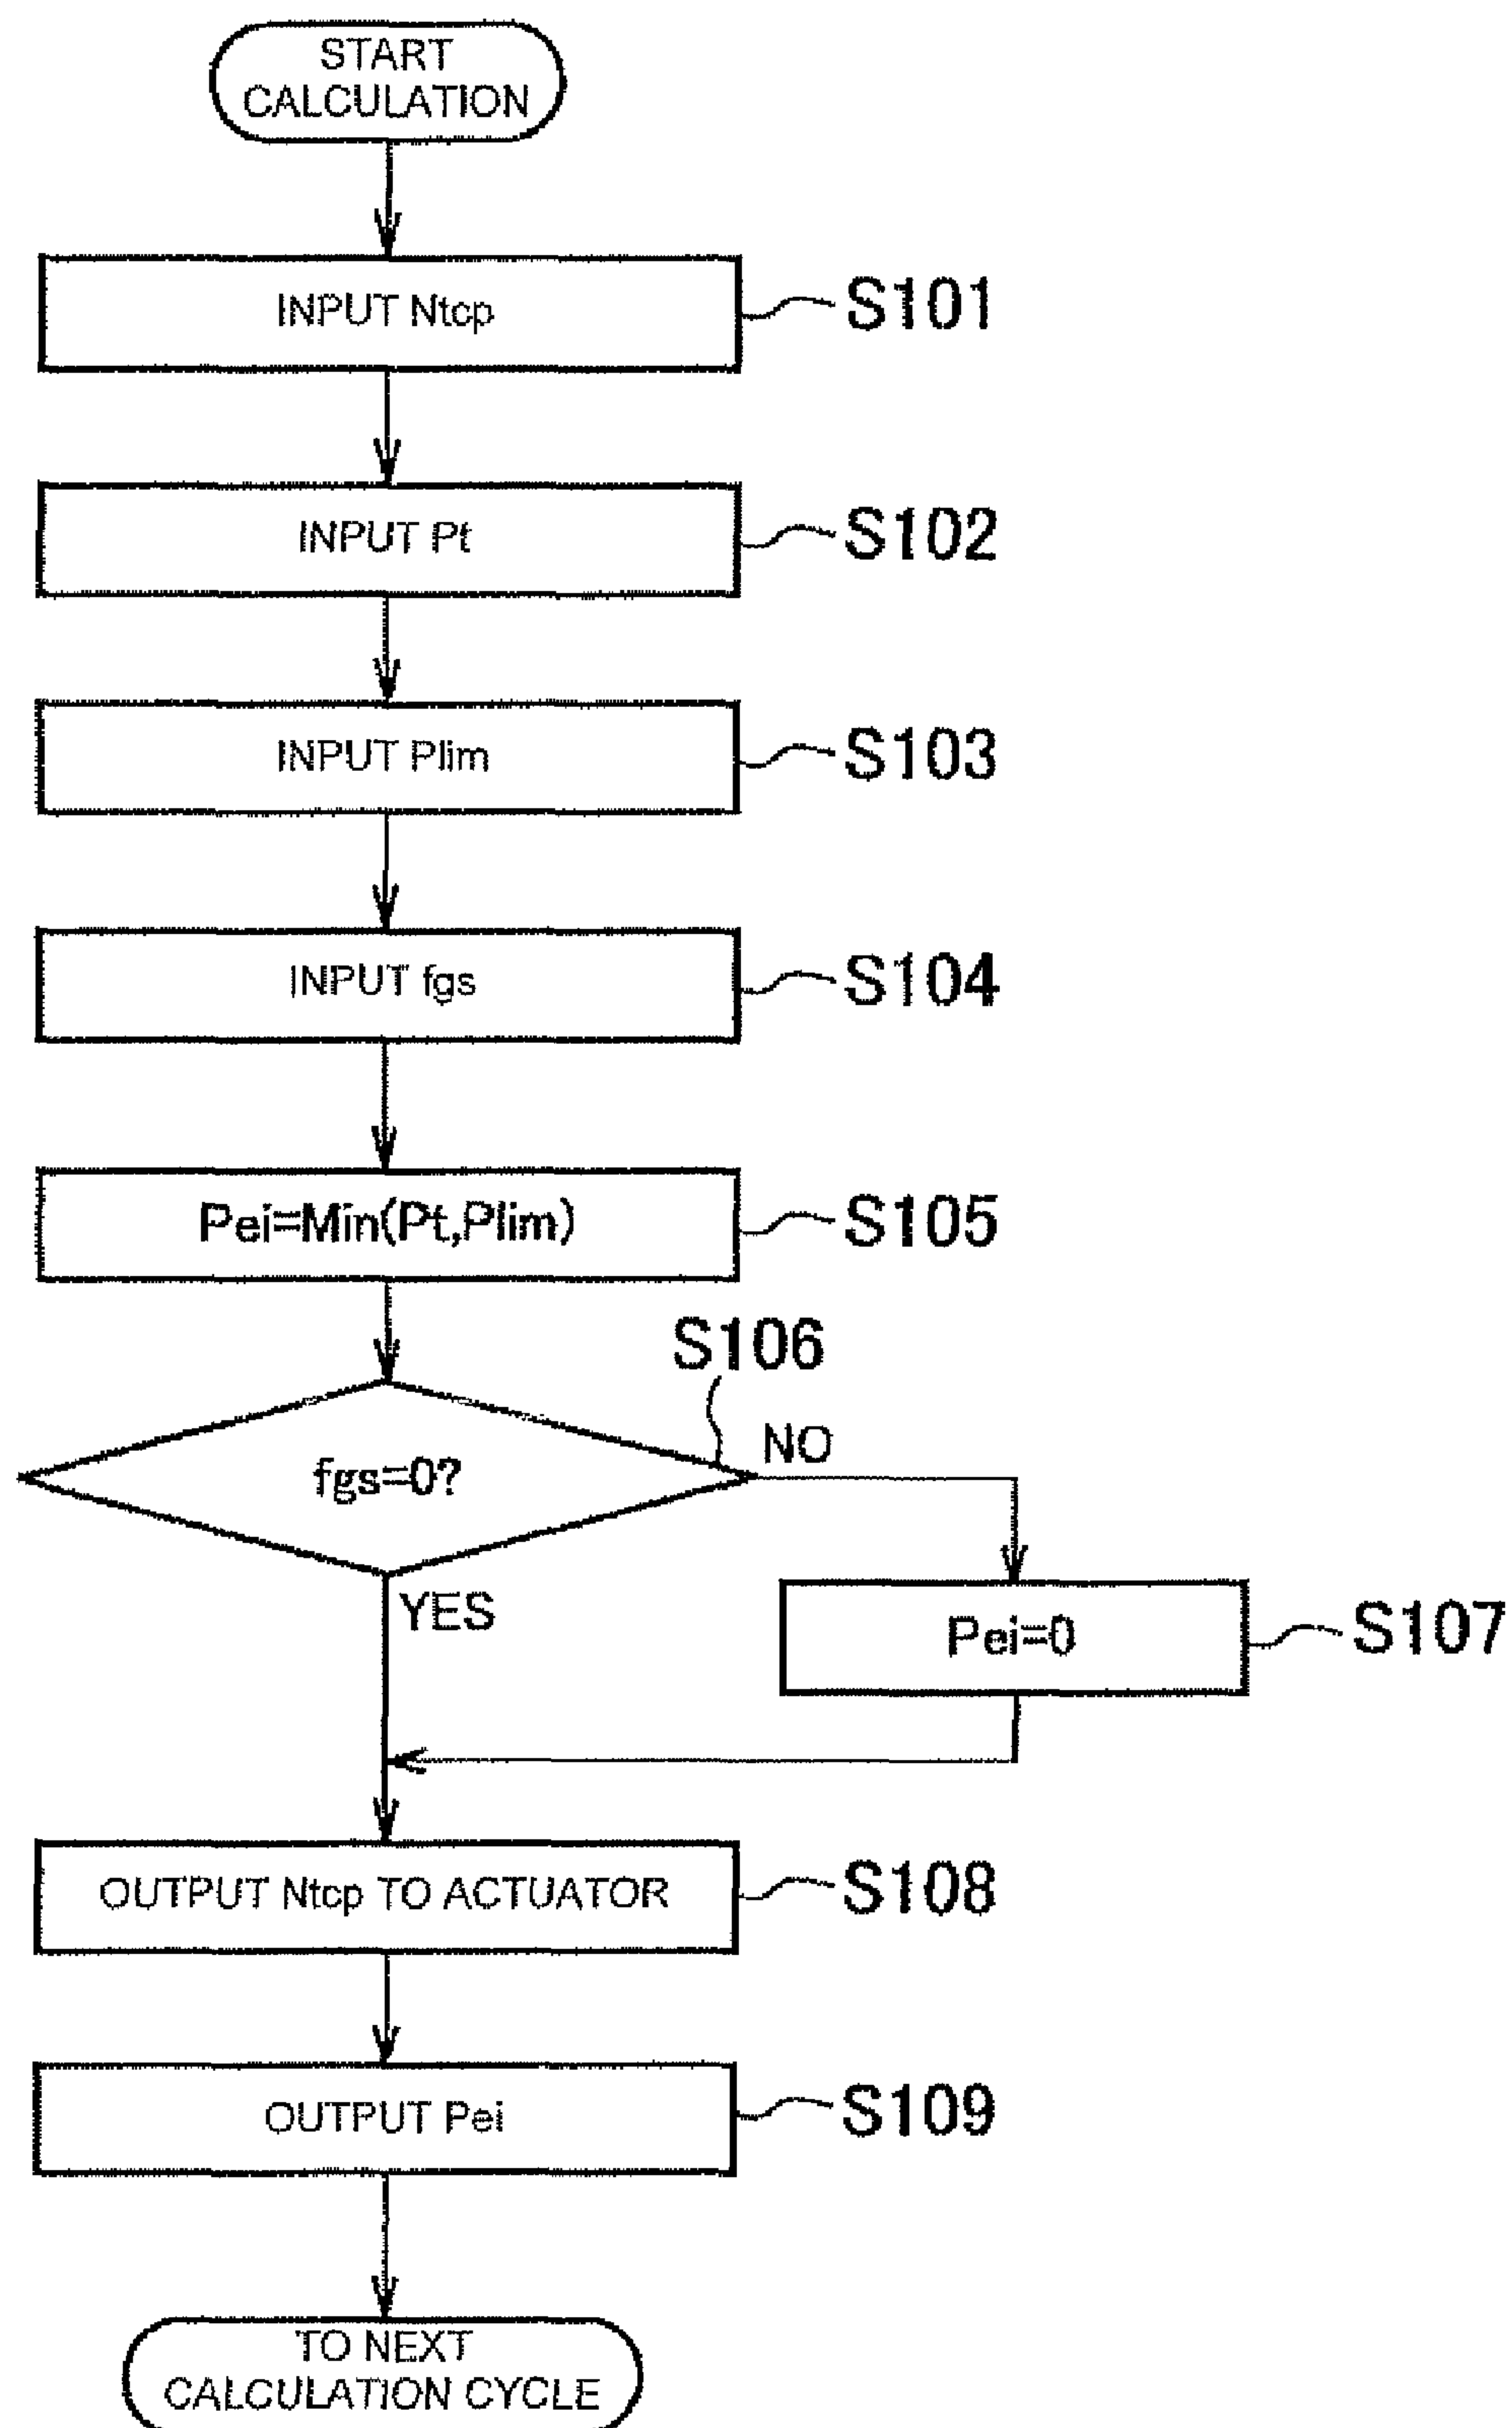 START
CALCULATION
INPUT Ntcp
S101
INPUT Pt
S102
INPUT Plim
S103
INPUT fgs
S104
Pei=Min(Pt,Plim)
S105
S106
fgs=0?
NO
YES
Pei=0
S107
OUTPUT Ntcp TO ACTUATOR
S108
OUTPUT Pei
S109
TO NEXT
CALCULATION CYCLE